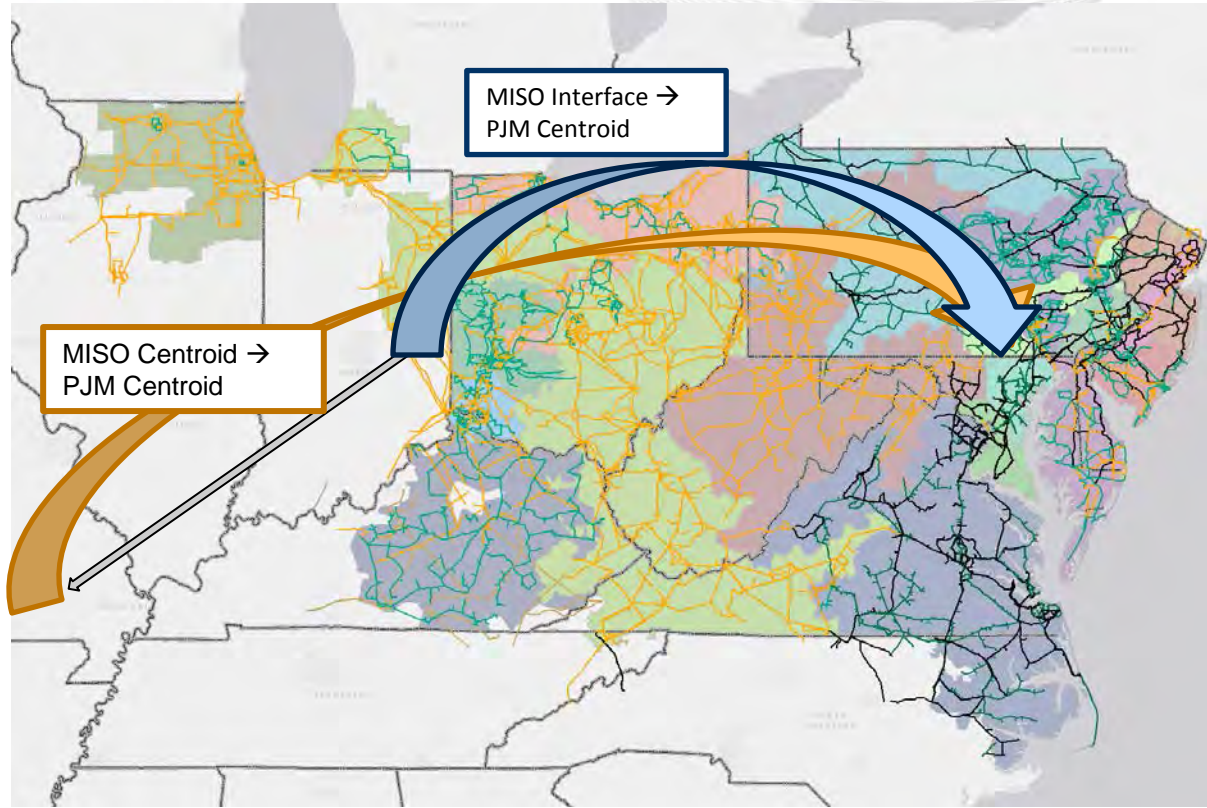 MISO Interface →
PJM Centroid
MISO Centroid →
PJM Centroid